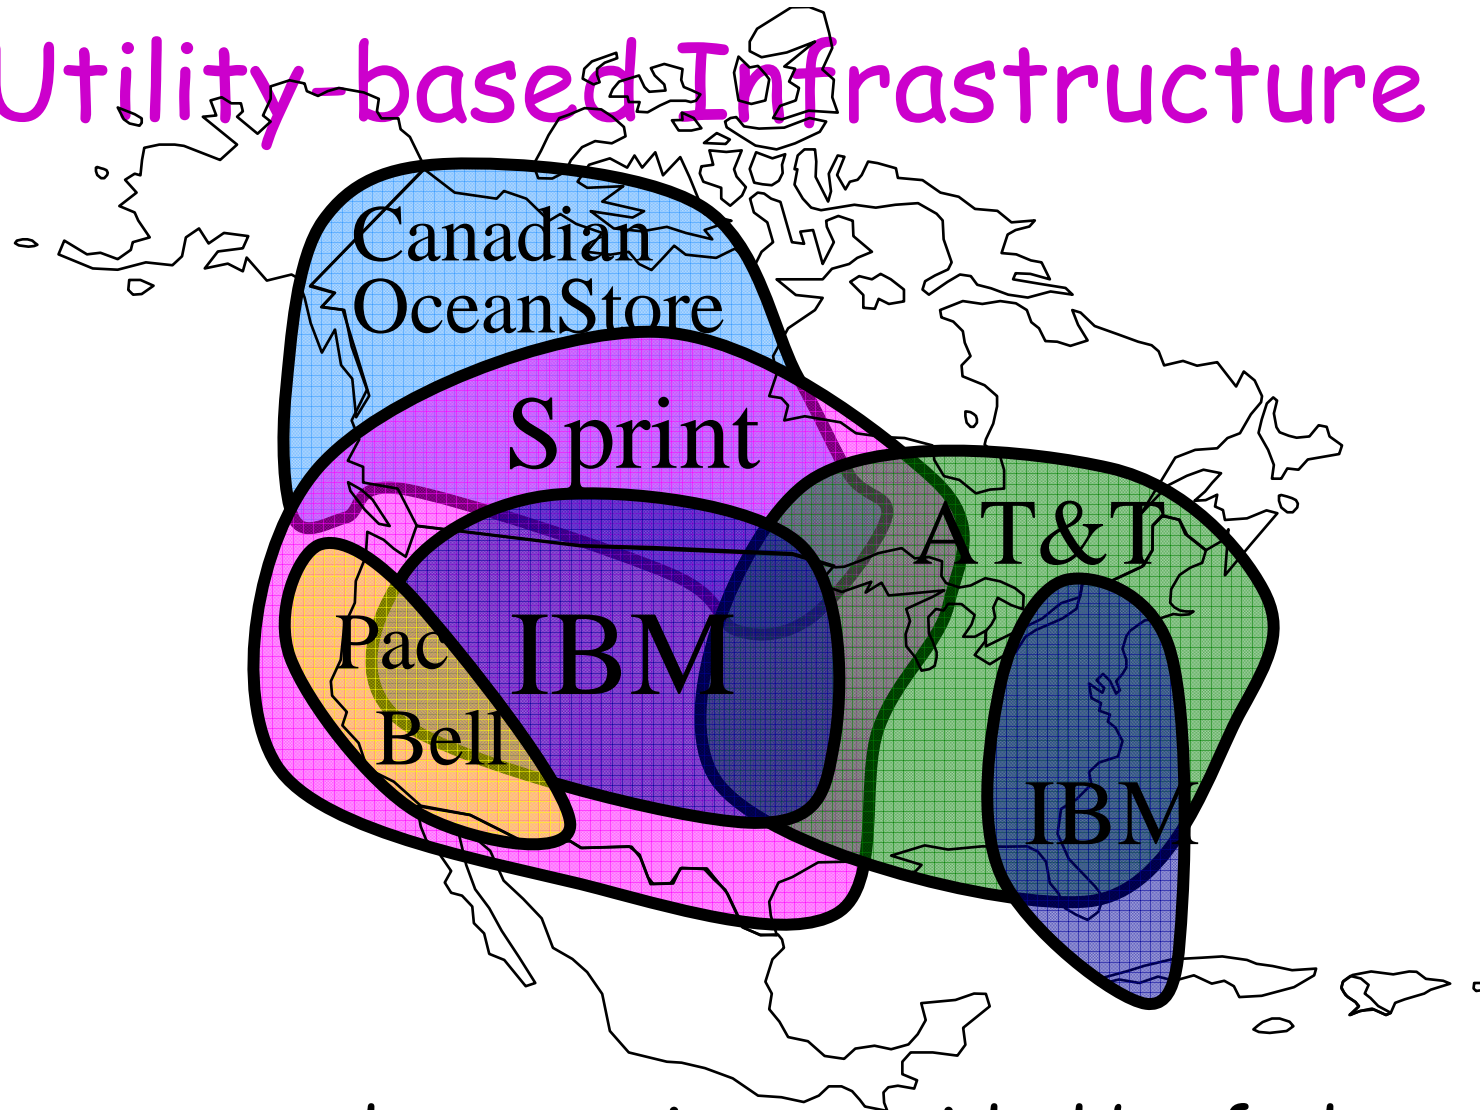 Utility-based Infrastructure
Canadian
OceanStore
Sprint
AT&T
Pac
Bell
IBM
IBM